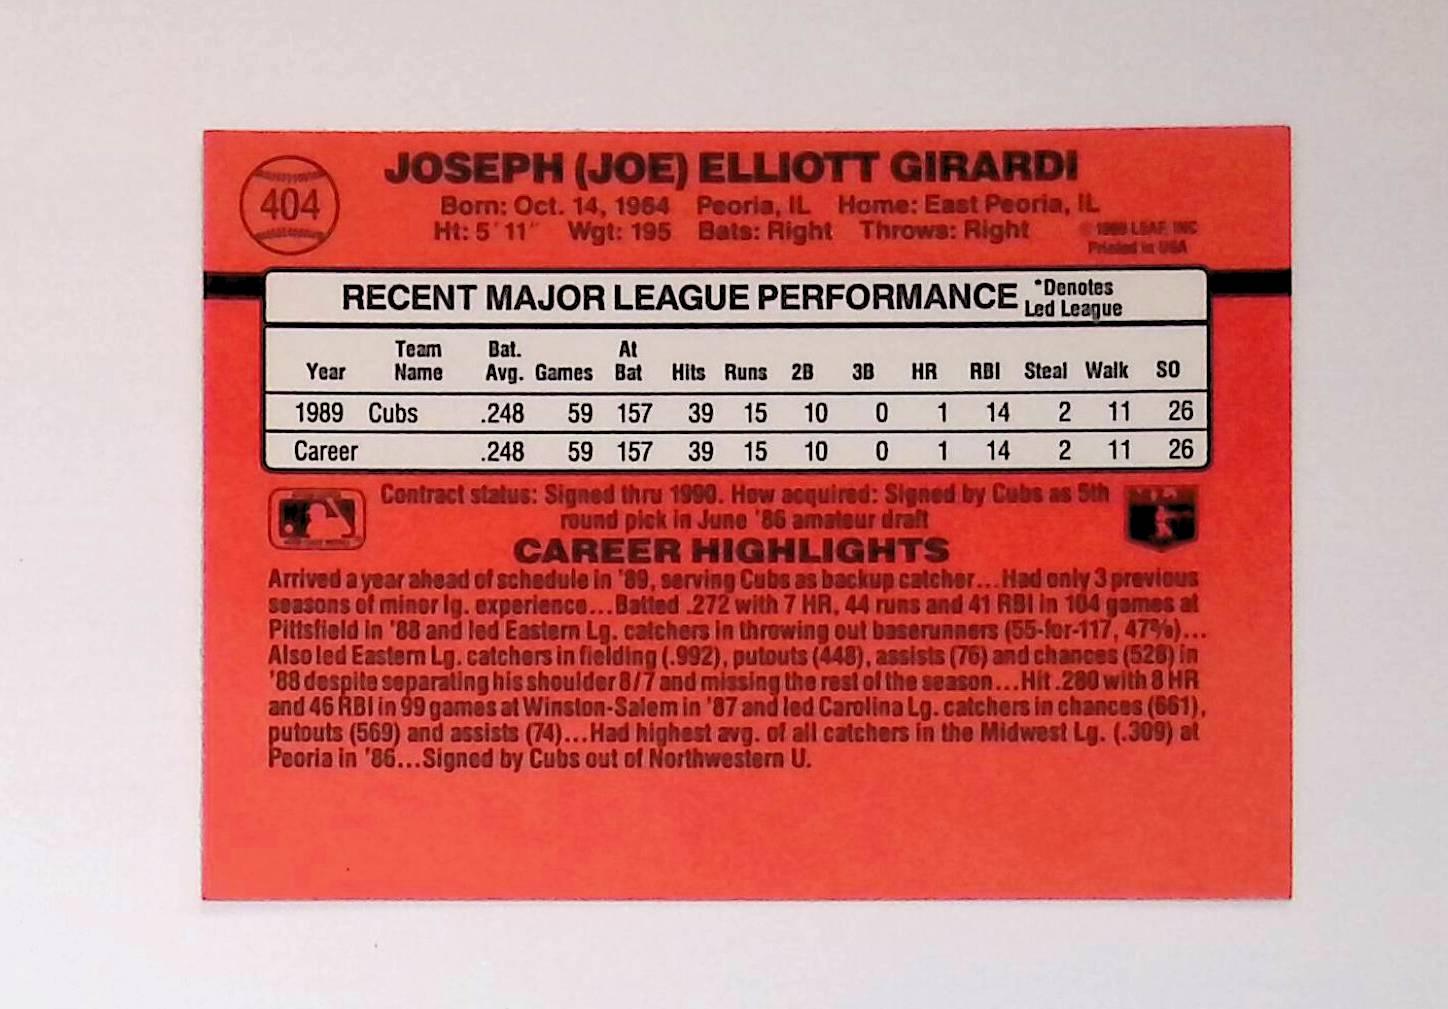 404
JOSEPH (JOE) ELLIOTT GIRARDI
Born: Oct. 14, 1964 Peoria, IL Home: East Peoria, IL
Ht: 5' 11" Wgt: 195 Bats: Right Throws: Right
© 1989 LEAF, INC
Printed in USA
RECENT MAJOR LEAGUE PERFORMANCE *Denotes
Led League
Team Bat. At
Year Name Avg. Games Bat Hits Runs 2B 3B HR RBI Steal Walk SO
1989 Cubs .248 59 157 39 15 10 0 1 14 2 11 26
Career .248 59 157 39 15 10 0 1 14 2 11 26
Contract status: Signed thru 1990. How acquired: Signed by Cubs as 5th
round pick in June '86 amateur draft
CAREER HIGHLIGHTS
Arrived a year ahead of schedule in '89, serving Cubs as backup catcher...Had only 3 previous
seasons of minor lg. experience...Batted .272 with 7 HR, 44 runs and 41 RBI in 104 games at
Pittsfield in '88 and led Eastern Lg. catchers in throwing out baserunners (55-for-117, 47%)...
Also led Eastern Lg. catchers in fielding (.992), putouts (448), assists (76) and chances (528) in
'88 despite separating his shoulder 8/7 and missing the rest of the season...Hit .280 with 8 HR
and 46 RBI in 99 games at Winston-Salem in '87 and led Carolina Lg. catchers in chances (661),
putouts (569) and assists (74)...Had highest avg. of all catchers in the Midwest Lg. (.309) at
Peoria in '86...Signed by Cubs out of Northwestern U.